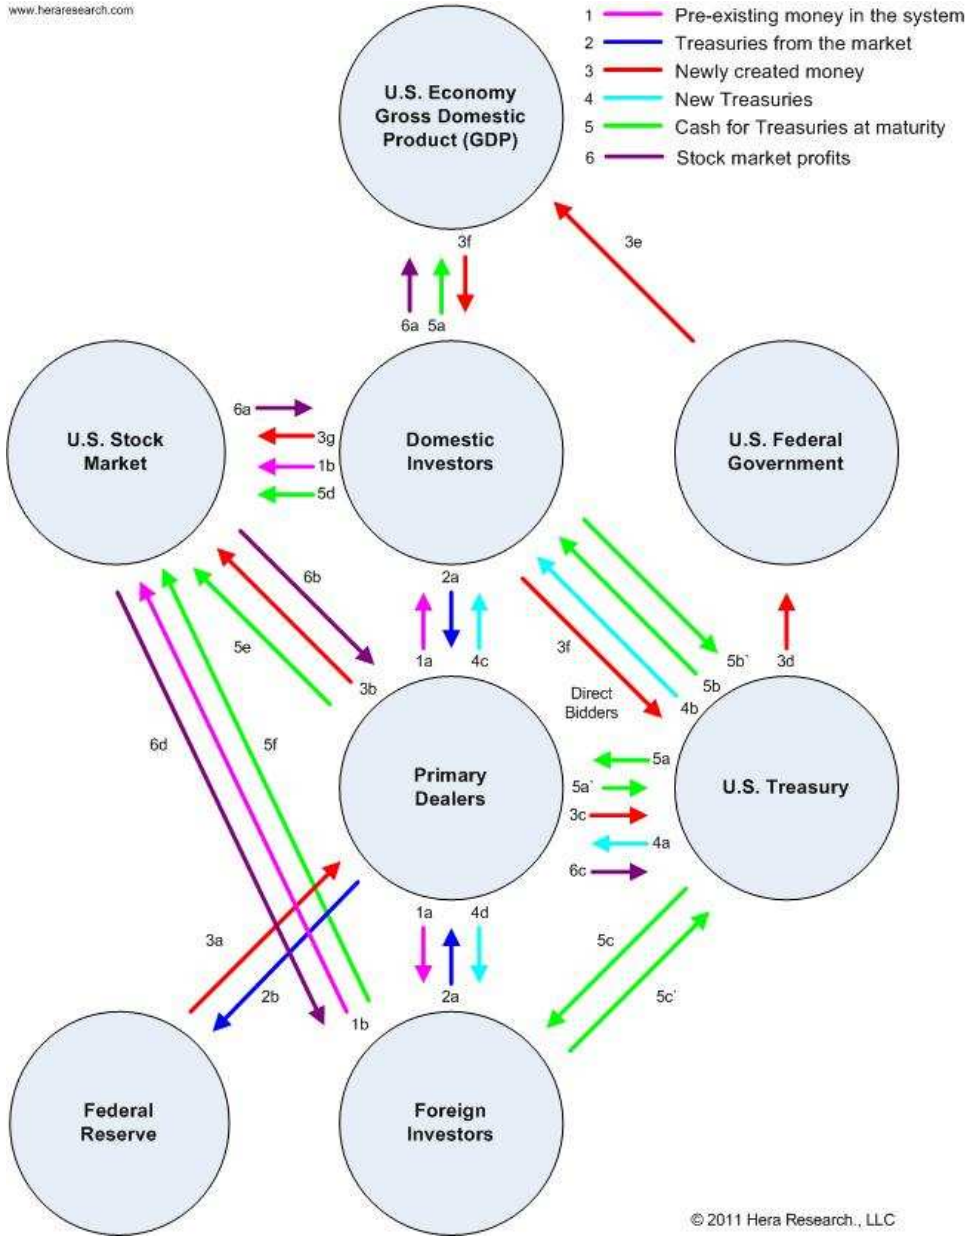 www.heraresearch.com
1 Pre-existing money in the system
2 Treasuries from the market
3 Newly created money
4 New Treasuries
5 Cash for Treasuries at maturity
6 Stock market profits
U.S. Economy
Gross Domestic
Product (GDP)
3f
3e
6a 5a
U.S. Stock
Market
6a
3g
1b
5d
Domestic
Investors
U.S. Federal
Government
6b
2a
5e
1a
4c
3f
5b`
3d
3b
5b
4b
Direct
Bidders
6d
5f
Primary
Dealers
5a
5a`
3c
4a
6c
U.S. Treasury
1a
4d
3a
5c
2b
2a
5c`
1b
Federal
Reserve
Foreign
Investors
© 2011 Hera Research., LLC